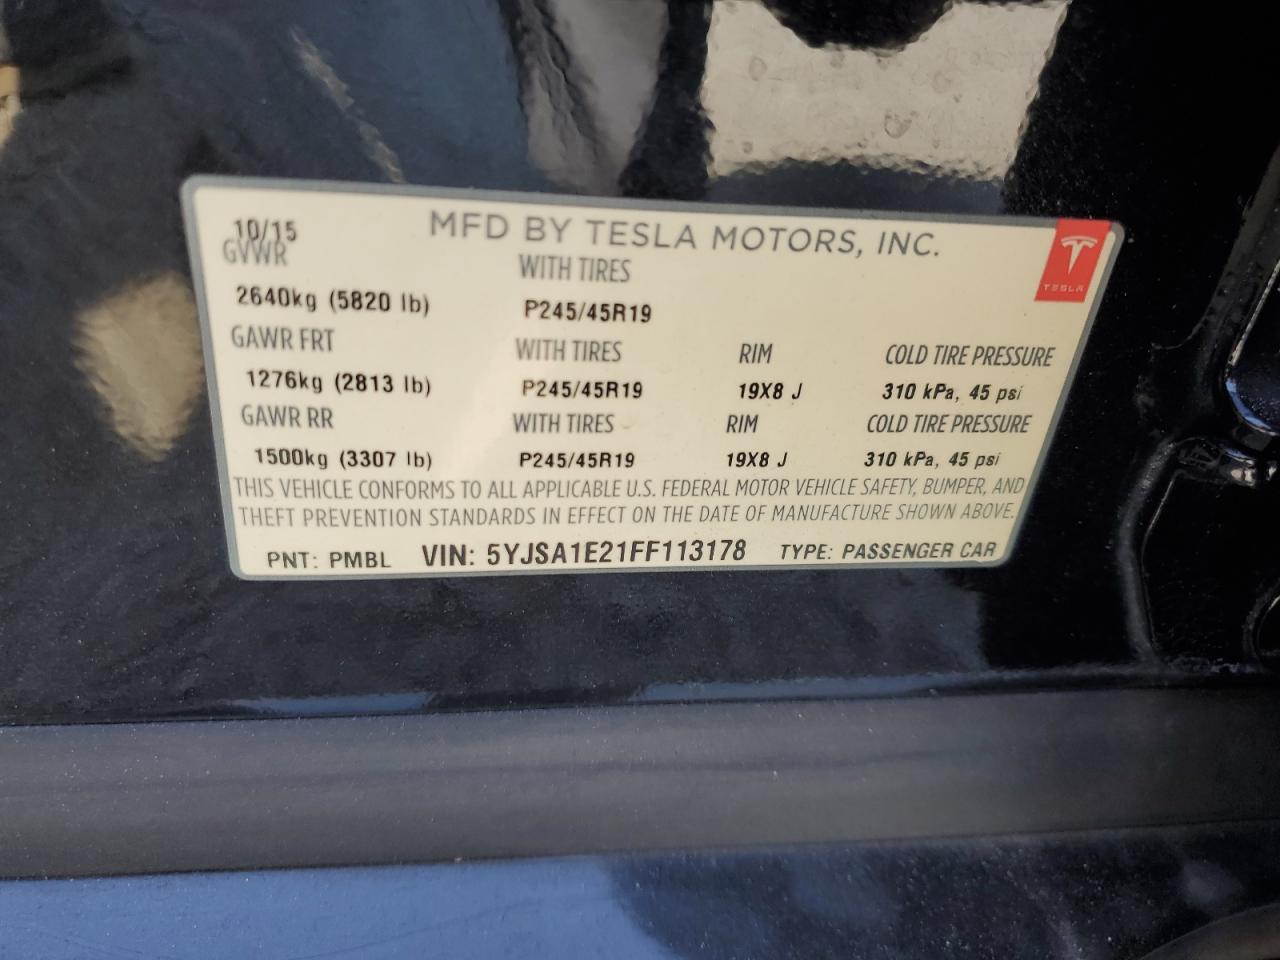 10/15 MFD BY TESLA MOTORS, INC.
TESLA
GVWR WITH TIRES
2640kg (5820 lb) P245/45R19
GAWR FRT WITH TIRES RIM COLD TIRE PRESSURE
1276kg (2813 lb) P245/45R19 19X8 J 310 kPa, 45 psi
GAWR RR WITH TIRES RIM COLD TIRE PRESSURE
1500kg (3307 lb) P245/45R19 19X8 J 310 kPa, 45 psi
THIS VEHICLE CONFORMS TO ALL APPLICABLE U.S. FEDERAL MOTOR VEHICLE SAFETY, BUMPER, AND
THEFT PREVENTION STANDARDS IN EFFECT ON THE DATE OF MANUFACTURE SHOWN ABOVE.
PNT: PMBL VIN: 5YJSA1E21FF113178 TYPE: PASSENGER CAR